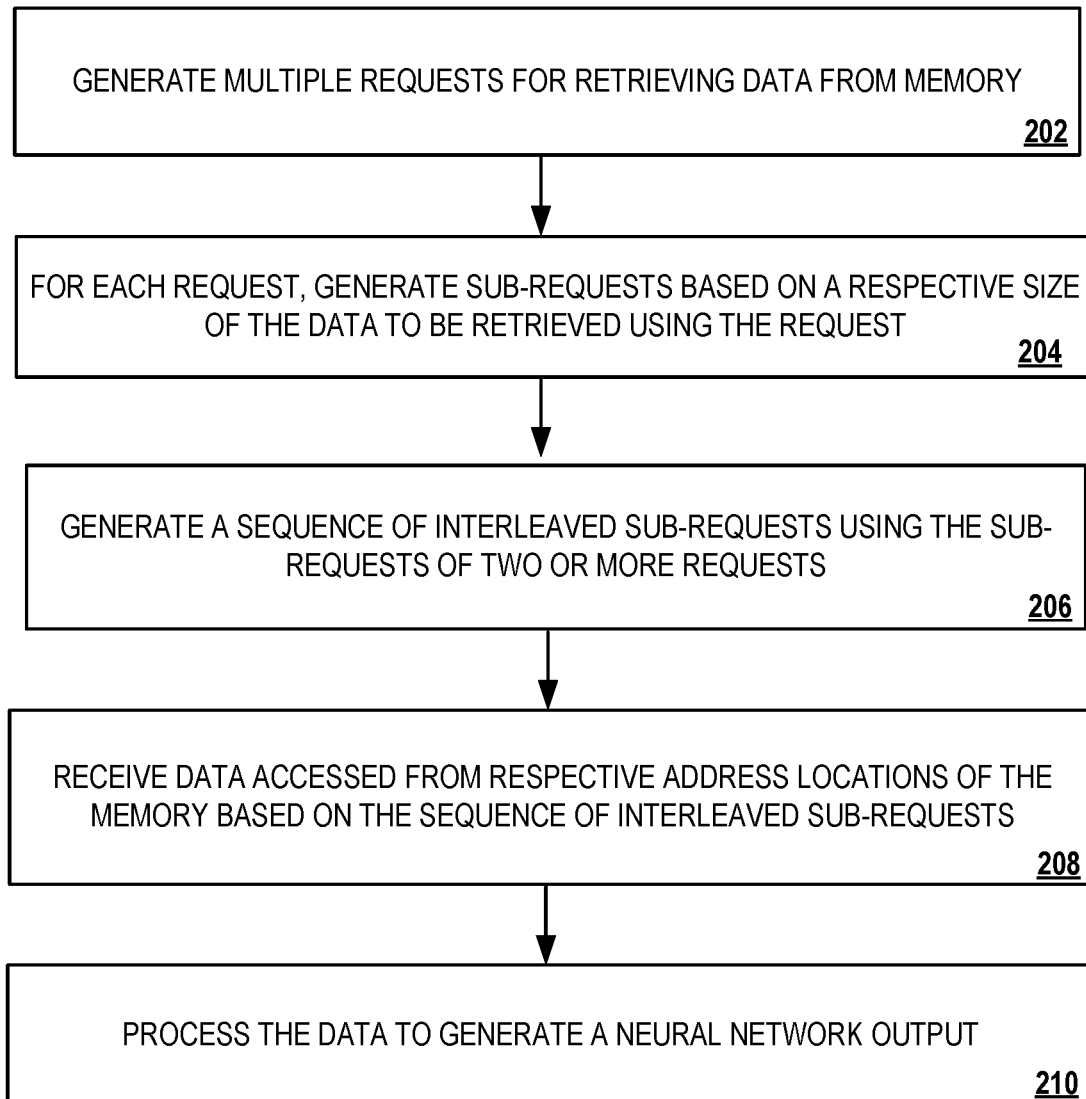 GENERATE MULTIPLE REQUESTS FOR RETRIEVING DATA FROM MEMORY
202
FOR EACH REQUEST, GENERATE SUB-REQUESTS BASED ON A RESPECTIVE SIZE
OF THE DATA TO BE RETRIEVED USING THE REQUEST
204
GENERATE A SEQUENCE OF INTERLEAVED SUB-REQUESTS USING THE SUB-
REQUESTS OF TWO OR MORE REQUESTS
206
RECEIVE DATA ACCESSED FROM RESPECTIVE ADDRESS LOCATIONS OF THE
MEMORY BASED ON THE SEQUENCE OF INTERLEAVED SUB-REQUESTS
208
PROCESS THE DATA TO GENERATE A NEURAL NETWORK OUTPUT
210